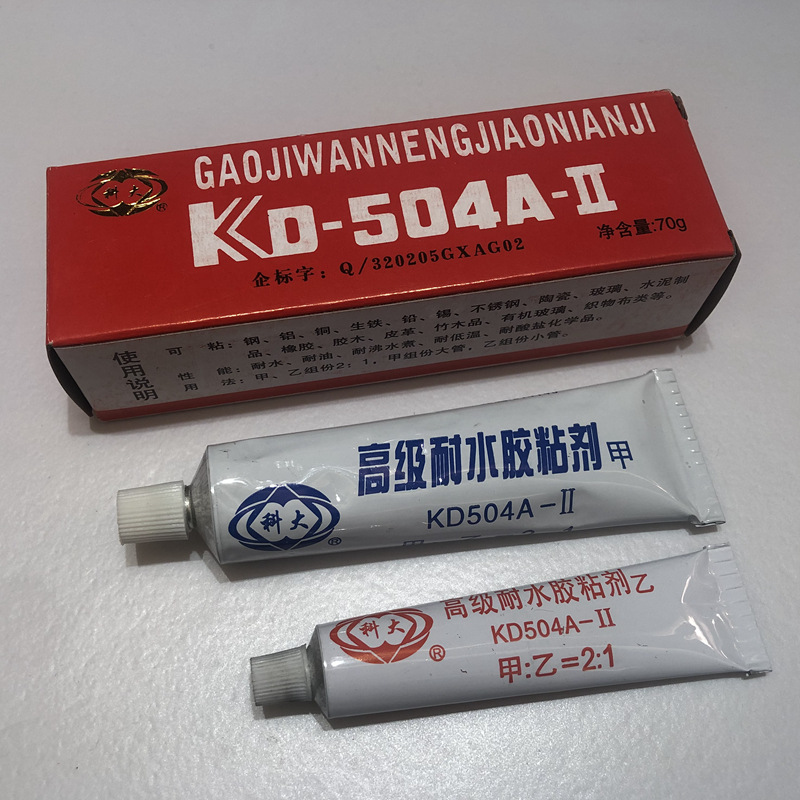 科大®
GAOJIWANNENGJIAONIANJI
KD-504A-II
企标字：Q/320205GXAG02
净含量:70g
使用说明
可 粘：钢、铝、铜、生铁、铅、锡、不锈钢、陶瓷、玻璃、水泥制
品、橡胶、胶木、皮革、竹木品、有机玻璃、织物布类等。
性 能：耐水、耐油、耐沸水煮、耐低温、耐酸盐化学品。
用 法：甲、乙组份2：1，甲组份大管，乙组份小管。
高级耐水胶粘剂甲
科大®
KD504A-II
甲:乙=2:1
高级耐水胶粘剂乙
科大®
KD504A-II
甲:乙=2:1